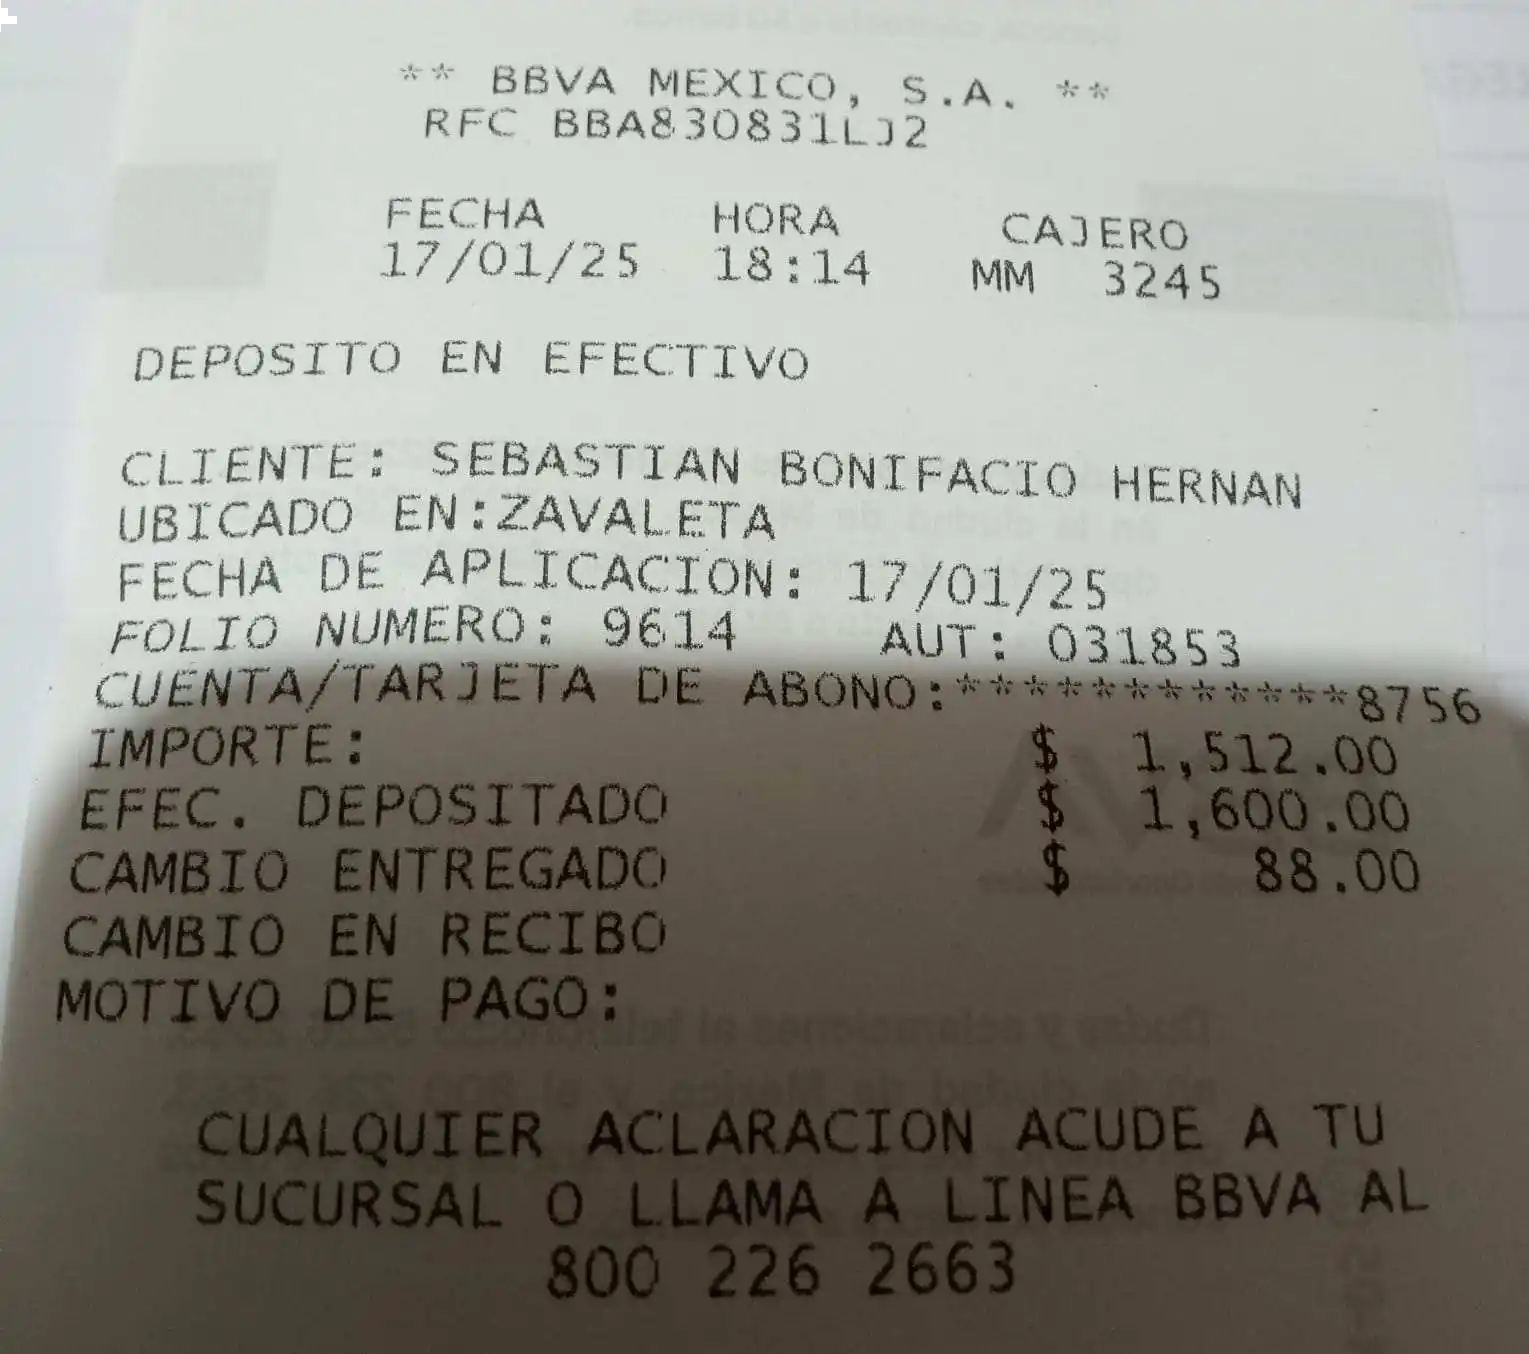 ** BBVA MEXICO, S.A. **
RFC BBA830831LJ2
FECHA HORA CAJERO
17/01/25 18:14 MM 3245
DEPOSITO EN EFECTIVO
CLIENTE: SEBASTIAN BONIFACIO HERNAN
UBICADO EN:ZAVALETA
FECHA DE APLICACION: 17/01/25
FOLIO NUMERO: 9614 AUT: 031853
CUENTA/TARJETA DE ABONO:************8756
IMPORTE: $ 1,512.00
EFEC. DEPOSITADO $ 1,600.00
CAMBIO ENTREGADO $ 88.00
CAMBIO EN RECIBO
MOTIVO DE PAGO:
CUALQUIER ACLARACION ACUDE A TU
SUCURSAL O LLAMA A LINEA BBVA AL
800 226 2663